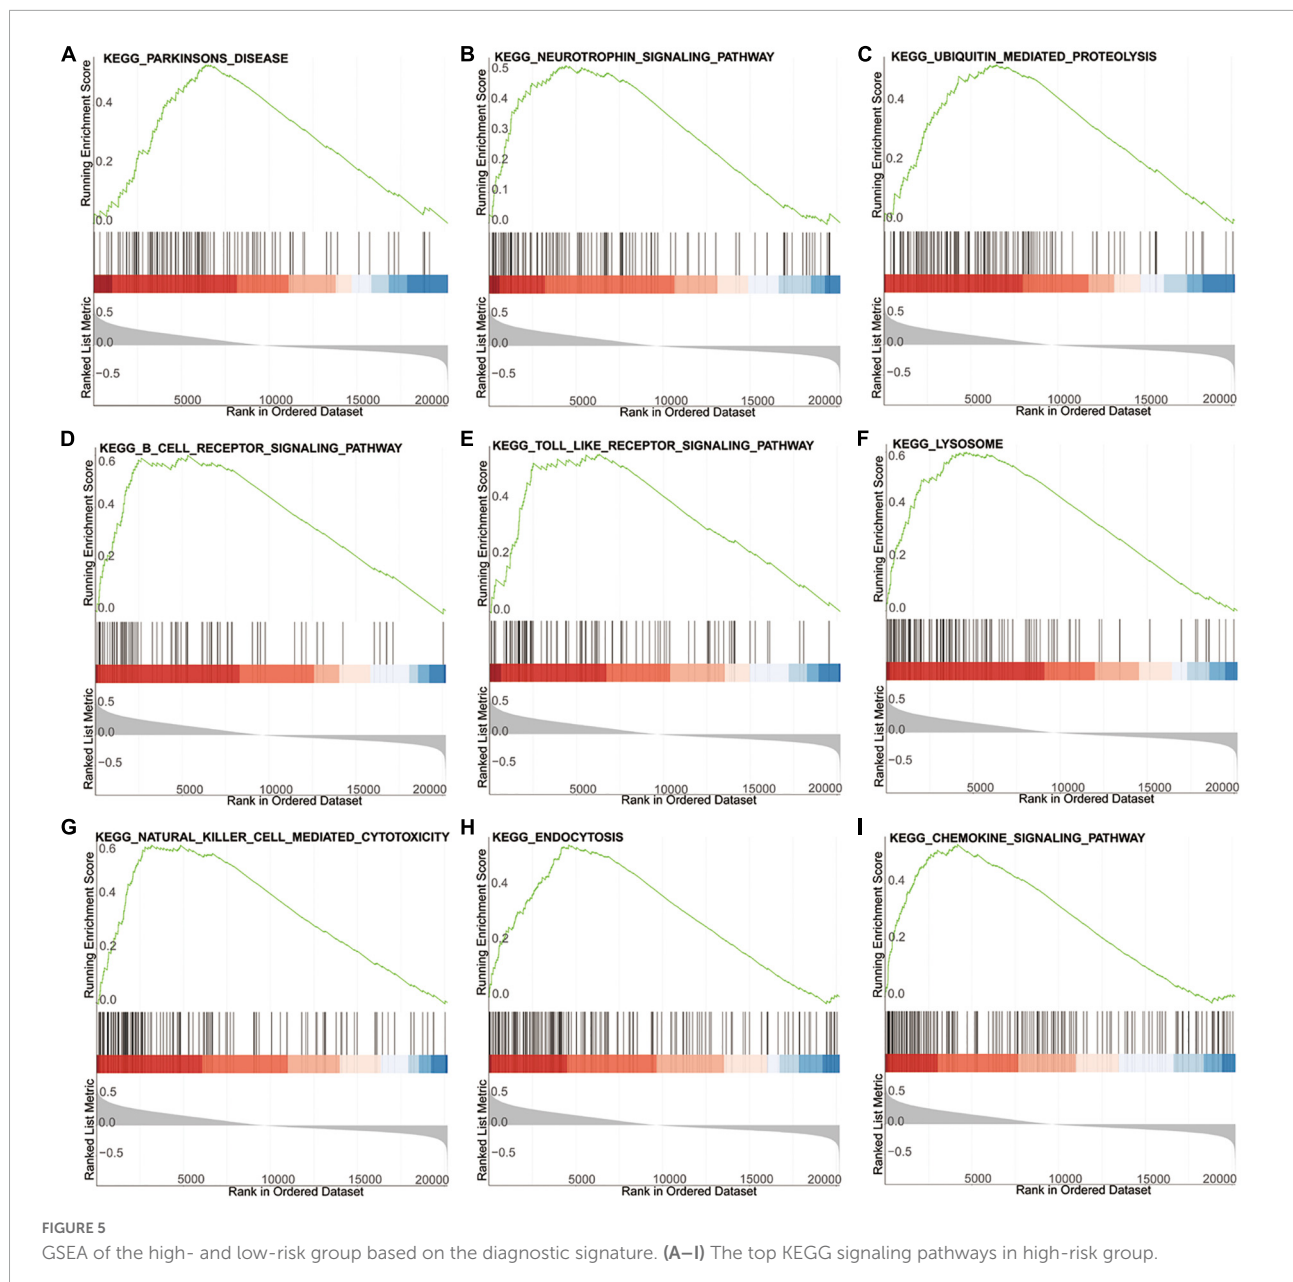 A
KEGG_PARKINSONS_DISEASE
Running Enrichment Score
0.4
0.2
0.0
Ranked List Metric
0.5
0.0
−0.5
5000 10000 15000 20000
Rank in Ordered Dataset
B
KEGG_NEUROTROPHIN_SIGNALING_PATHWAY
Running Enrichment Score
0.5
0.4
0.3
0.2
0.1
0.0
Ranked List Metric
0.5
0.0
−0.5
5000 10000 15000 20000
Rank in Ordered Dataset
C
KEGG_UBIQUITIN_MEDIATED_PROTEOLYSIS
Running Enrichment Score
0.4
0.2
0.0
Ranked List Metric
0.5
0.0
−0.5
5000 10000 15000 20000
Rank in Ordered Dataset
D
KEGG_B_CELL_RECEPTOR_SIGNALING_PATHWAY
Running Enrichment Score
0.6
0.4
0.2
0.0
Ranked List Metric
0.5
0.0
−0.5
5000 10000 15000 20000
Rank in Ordered Dataset
E
KEGG_TOLL_LIKE_RECEPTOR_SIGNALING_PATHWAY
Running Enrichment Score
0.4
0.2
0.0
Ranked List Metric
0.5
0.0
−0.5
5000 10000 15000 20000
Rank in Ordered Dataset
F
KEGG_LYSOSOME
Running Enrichment Score
0.6
0.4
0.2
0.0
Ranked List Metric
0.5
0.0
−0.5
5000 10000 15000 20000
Rank in Ordered Dataset
G
KEGG_NATURAL_KILLER_CELL_MEDIATED_CYTOTOXICITY
Running Enrichment Score
0.6
0.4
0.2
0.0
Ranked List Metric
0.5
0.0
−0.5
5000 10000 15000 20000
Rank in Ordered Dataset
H
KEGG_ENDOCYTOSIS
Running Enrichment Score
0.4
0.2
0.0
Ranked List Metric
0.5
0.0
−0.5
5000 10000 15000 20000
Rank in Ordered Dataset
I
KEGG_CHEMOKINE_SIGNALING_PATHWAY
Running Enrichment Score
0.4
0.2
0.0
Ranked List Metric
0.5
0.0
−0.5
5000 10000 15000 20000
Rank in Ordered Dataset
FIGURE 5
GSEA of the high- and low-risk group based on the diagnostic signature. (A–I) The top KEGG signaling pathways in high-risk group.